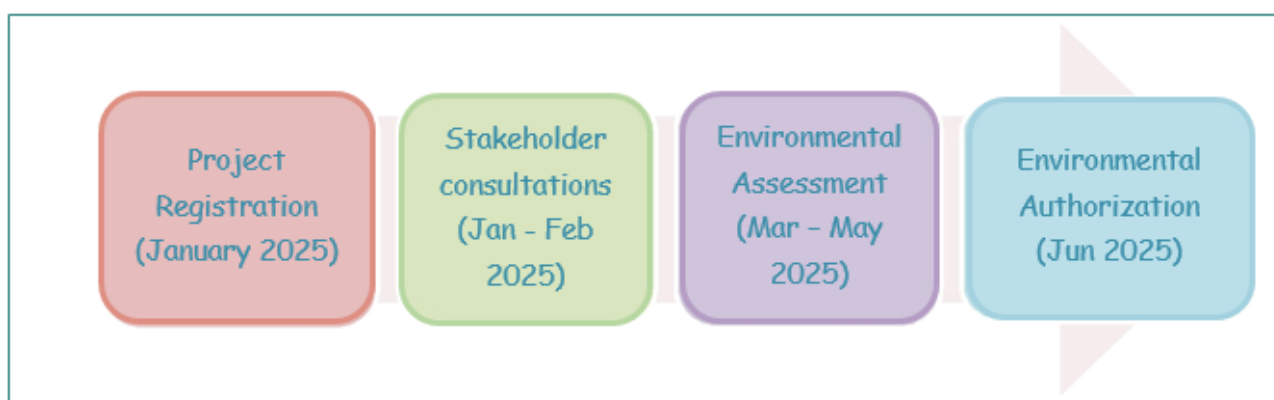 Project
Registration
(January 2025)
Stakeholder
consultations
(Jan - Feb
2025)
Environmental
Assessment
(Mar – May
2025)
Environmental
Authorization
(Jun 2025)